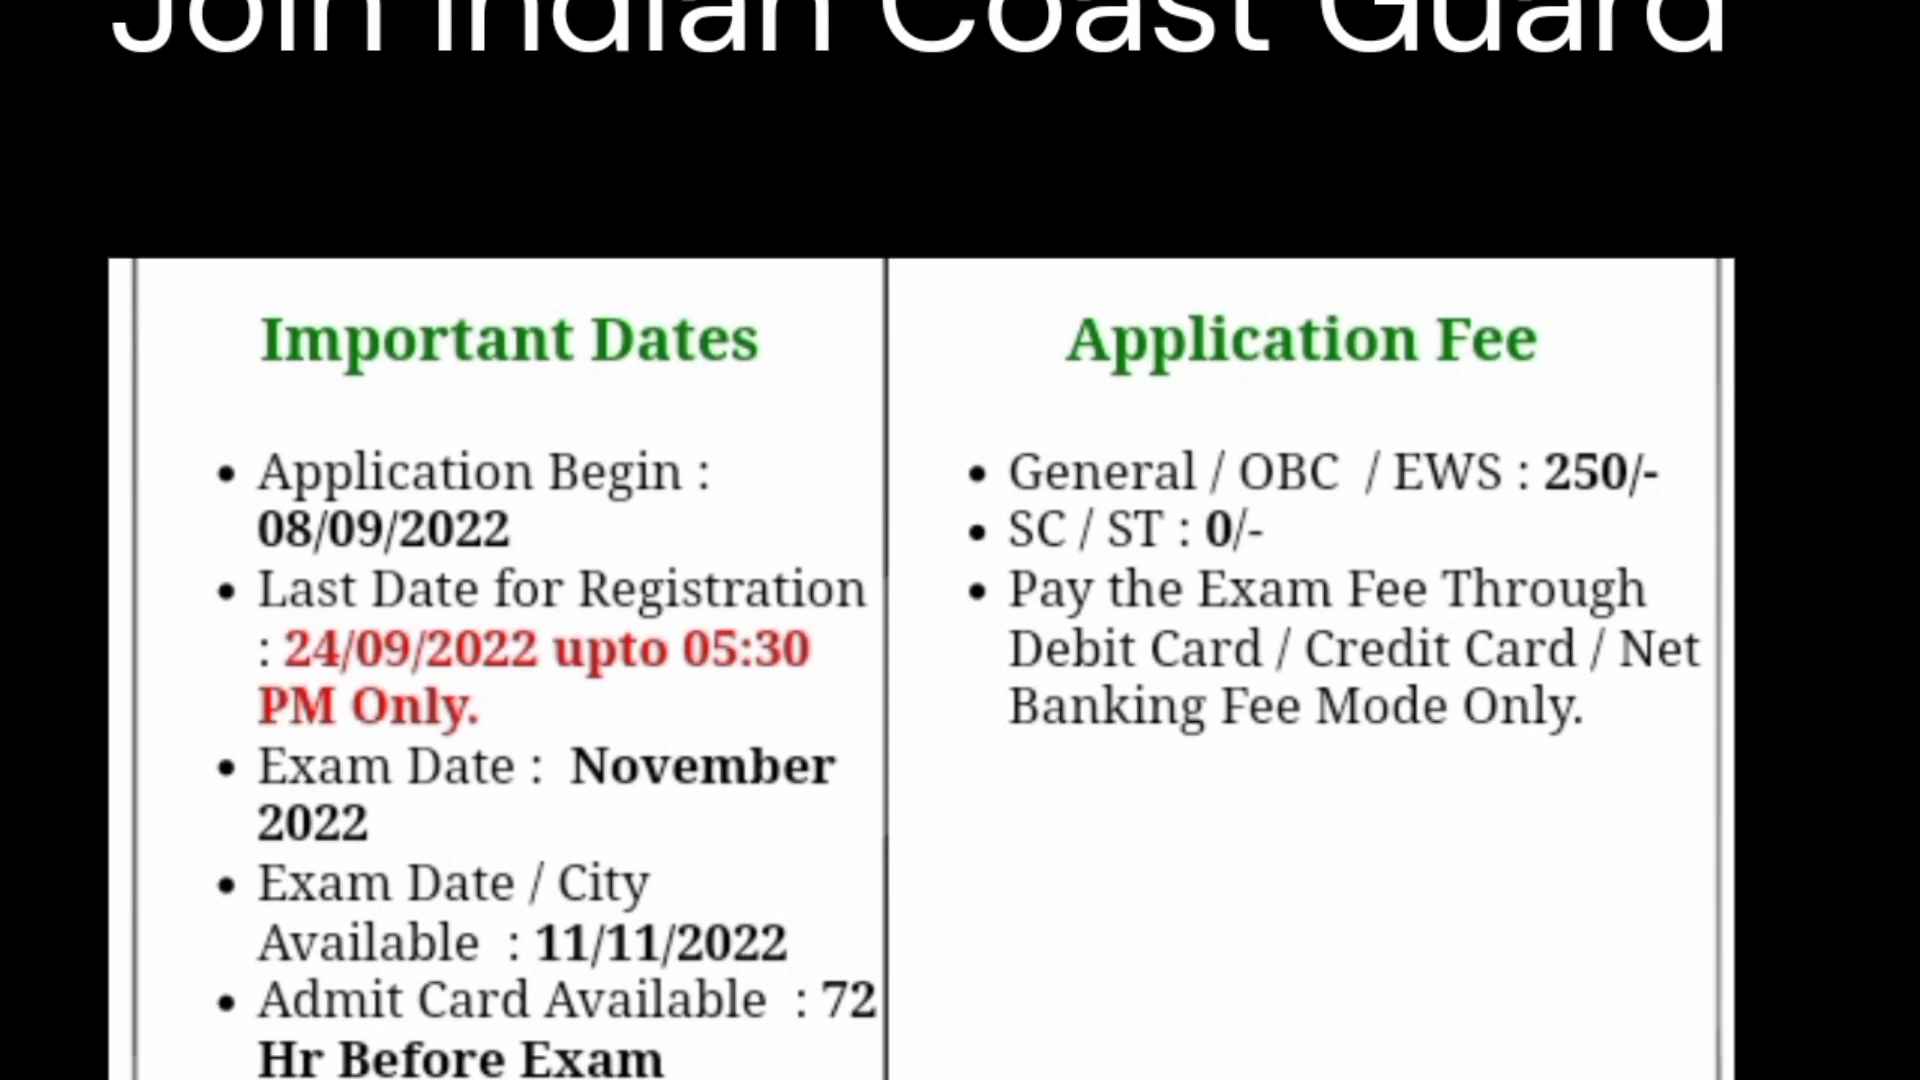 Join Indian Coast Guard
Important Dates
• Application Begin :
08/09/2022
• Last Date for Registration
: 24/09/2022 upto 05:30
PM Only.
• Exam Date :  November
2022
• Exam Date / City
Available  : 11/11/2022
• Admit Card Available  : 72
Hr Before Exam
Application Fee
• General / OBC  / EWS : 250/-
• SC / ST : 0/-
• Pay the Exam Fee Through
Debit Card / Credit Card / Net
Banking Fee Mode Only.